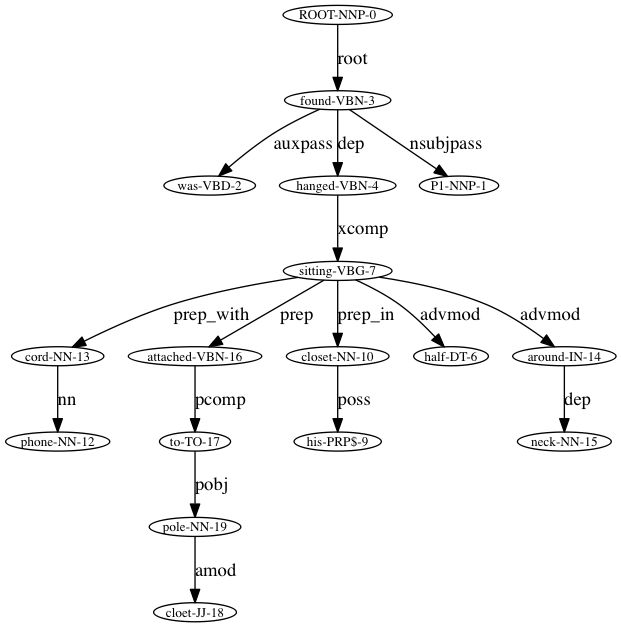 ROOT-NNP-0
root
found-VBN-3
auxpass dep nsubjpass
was-VBD-2 hanged-VBN-4 P1-NNP-1
xcomp
sitting-VBG-7
prep_with prep prep_in advmod advmod
cord-NN-13 attached-VBN-16 closet-NN-10 half-DT-6 around-IN-14
nn pcomp poss dep
phone-NN-12 to-TO-17 his-PRP$-9 neck-NN-15
pobj
pole-NN-19
amod
cloet-JJ-18